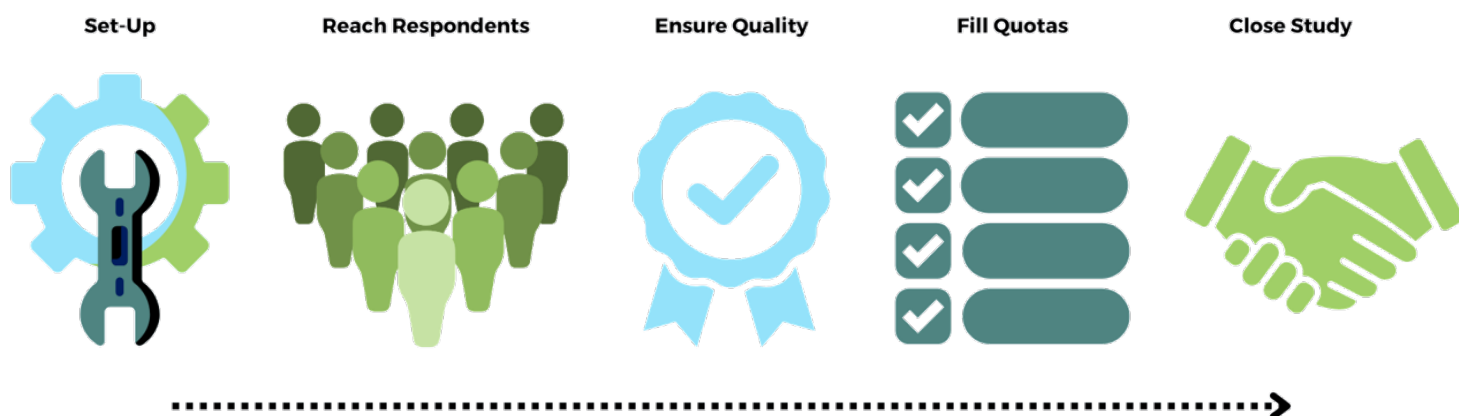 Set-Up
Reach Respondents
Ensure Quality
Fill Quotas
Close Study